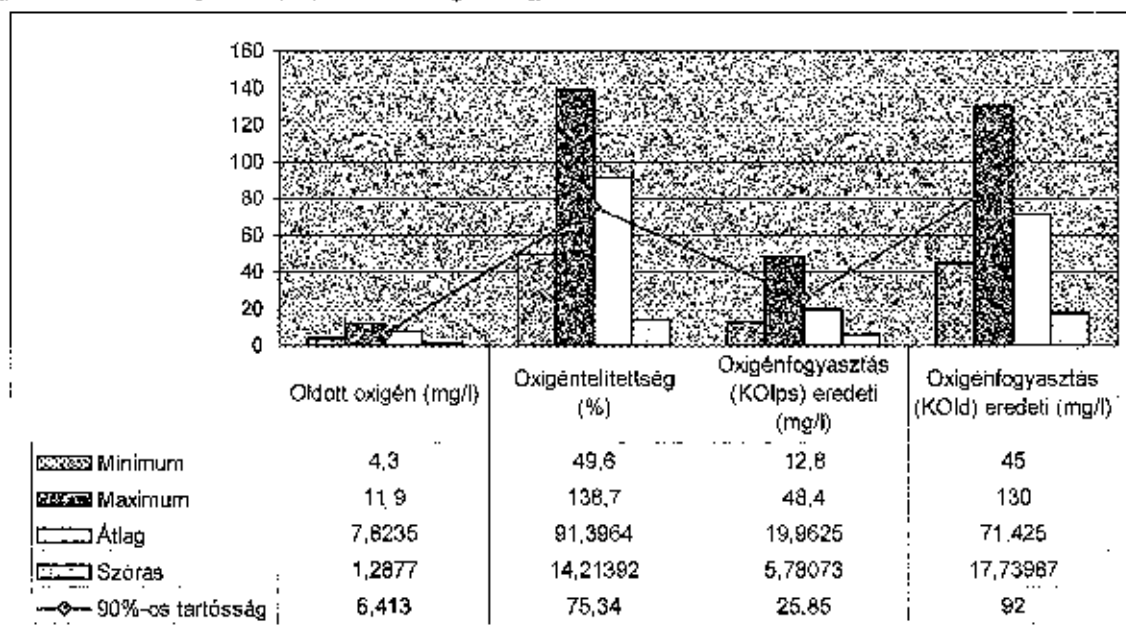 160
140
120
100
80
60
40
20
0
Oldott oxigén (mg/l)
Oxigéntelítettség
(%)
Oxigénfogyasztás
(KOIps) eredeti
(mg/l)
Oxigénfogyasztás
(KOId) eredeti (mg/l)
Minimum 4,3 49,6 12,8 45
Maximum 11,9 138,7 48,4 130
Átlag 7,8235 91,3964 19,9625 71,425
Szórás 1,2877 14,21392 5,78073 17,73967
90%-os tartósság 6,413 75,34 25,85 92